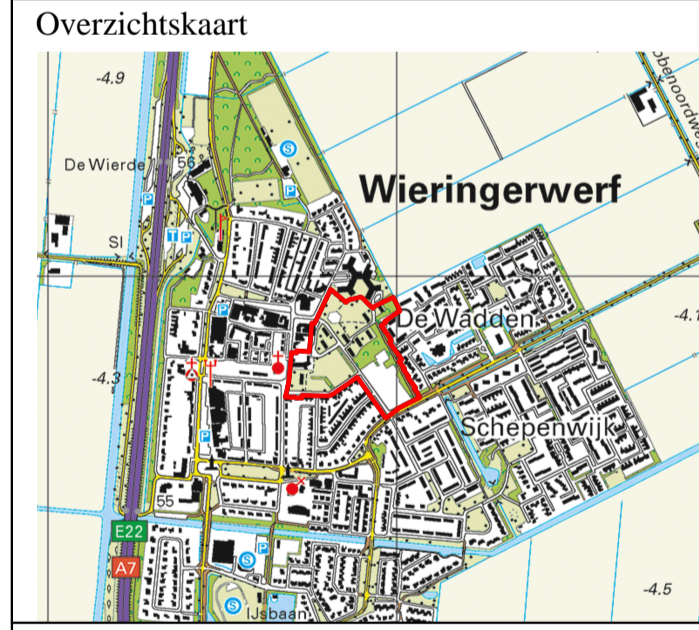 Overzichtskaart
-4.9
S
De Wierde
56
P
P
Wieringerwerf
T P
Sl
P
De Wadden
-4.1
-4.3
Schepenwijk
P
55
E22
P
S
A7
-4.5
S
IJsbaan